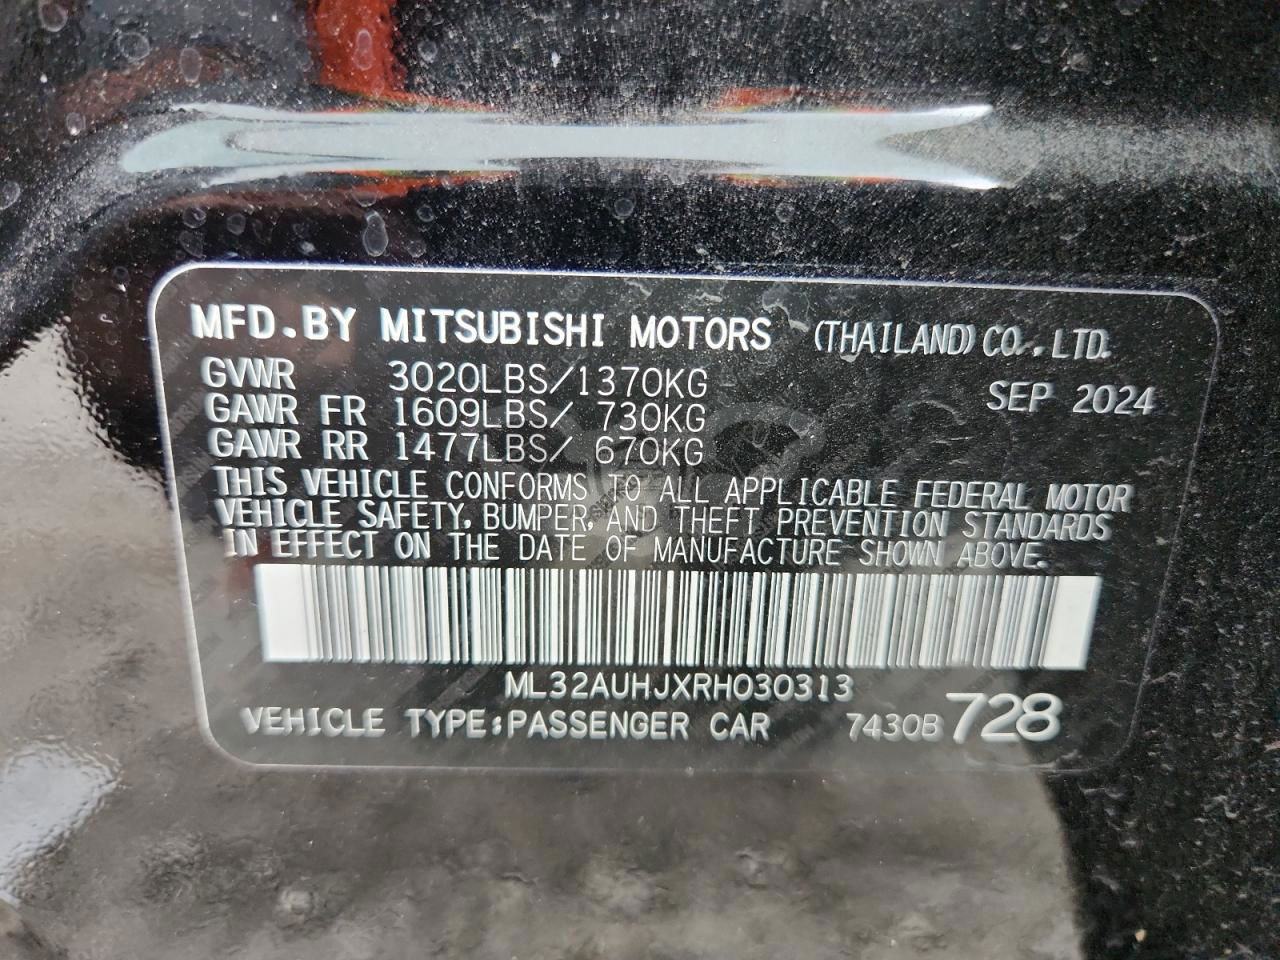 MFD.BY MITSUBISHI MOTORS (THAILAND) CO.,LTD.
GVWR 3020LBS/1370KG SEP 2024
GAWR FR 1609LBS/ 730KG
GAWR RR 1477LBS/ 670KG
THIS VEHICLE CONFORMS TO ALL APPLICABLE FEDERAL MOTOR
VEHICLE SAFETY, BUMPER, AND THEFT PREVENTION STANDARDS
IN EFFECT ON THE DATE OF MANUFACTURE SHOWN ABOVE.
ML32AUHJXRH030313
VEHICLE TYPE:PASSENGER CAR 7430B 728